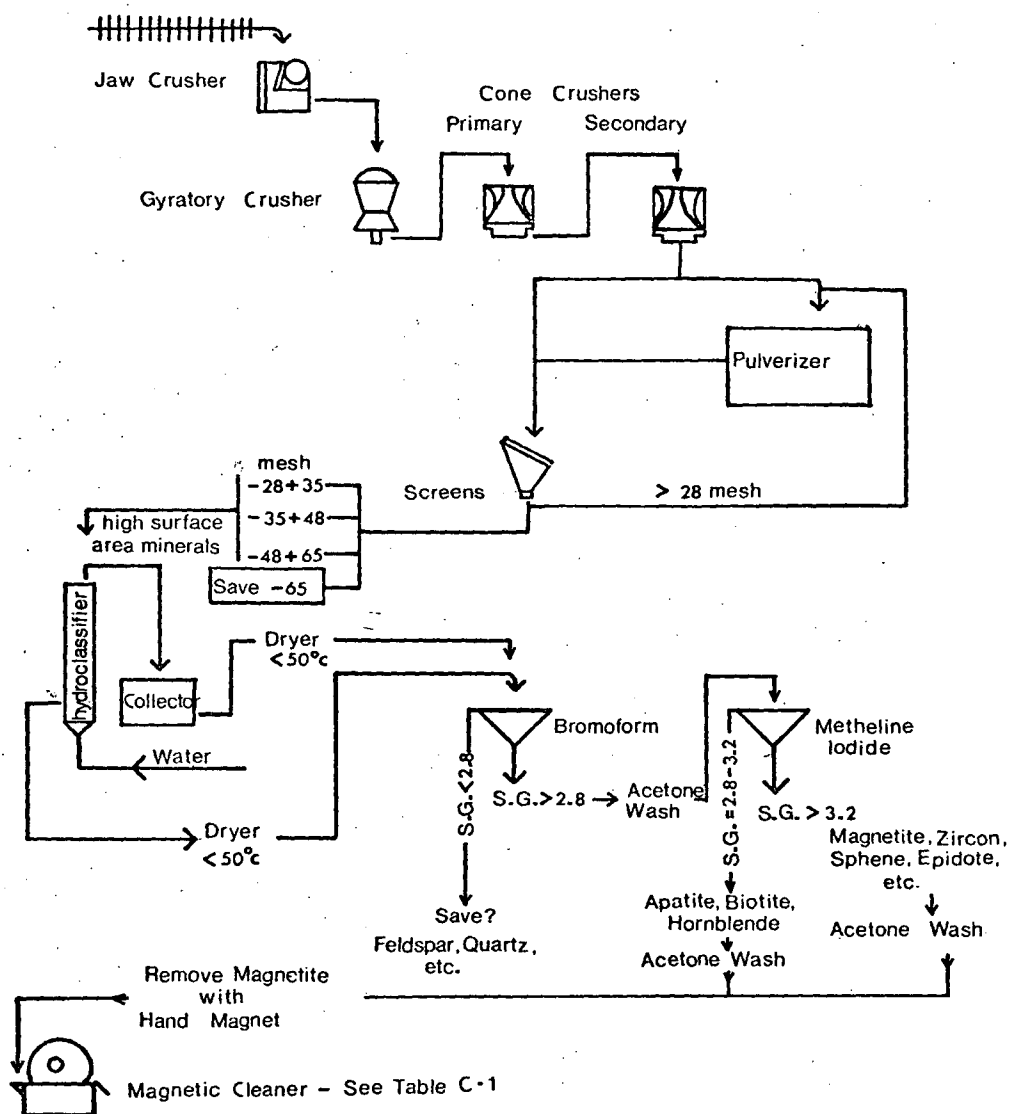 Jaw Crusher
Cone Crushers
Primary Secondary
Gyratory Crusher
Pulverizer
mesh
-28+35
-35+48
-48+65
Save -65
Screens
> 28 mesh
high surface
area minerals
hydroclassifier
Collector
Dryer
<50°c
Water
Dryer
<50°c
Bromoform
S.G.<2.8
S.G.>2.8
Acetone
Wash
Metheline
Iodide
S.G.=2.8-3.2
S.G.>3.2
Magnetite, Zircon,
Sphene, Epidote,
etc.
Acetone Wash
Save?
Feldspar, Quartz,
etc.
Apatite, Biotite,
Hornblende
Acetone Wash
Remove Magnetite
with
Hand Magnet
Magnetic Cleaner - See Table C-1